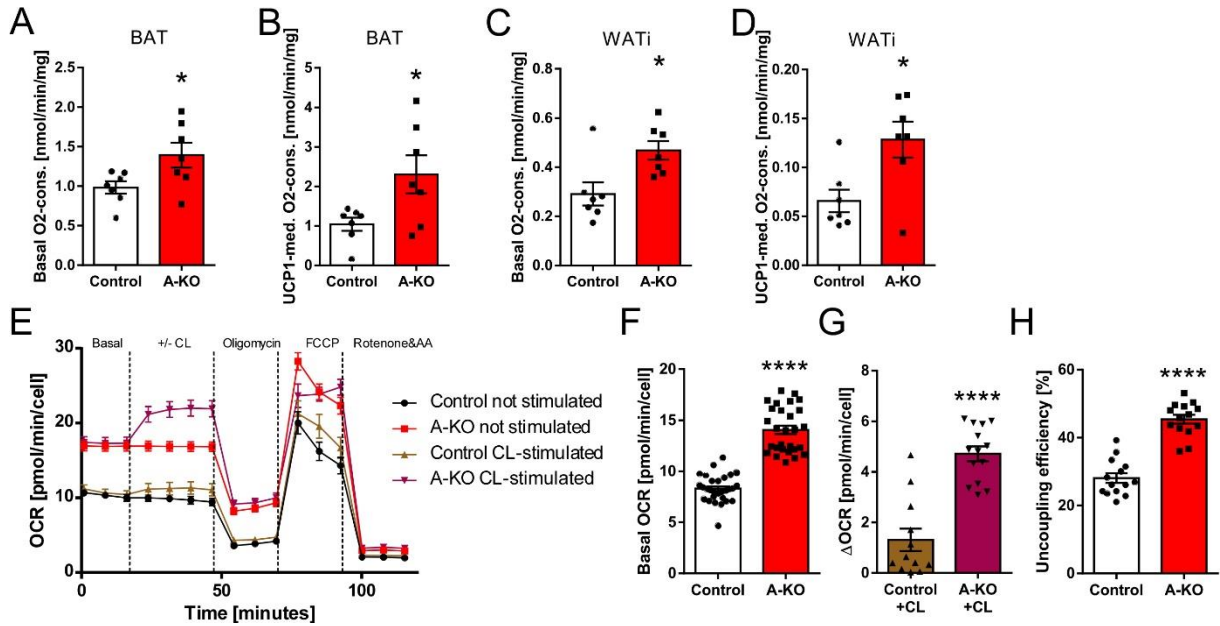 A
BAT
Basal O2-cons. [nmol/min/mg]
2.5
2.0
1.5
1.0
0.5
0.0
*
Control
A-KO
B
BAT
UCP1-med. O2-cons. [nmol/min/mg]
5
4
3
2
1
0
*
Control
A-KO
C
WATi
Basal O2-cons. [nmol/min/mg]
0.8
0.6
0.4
0.2
0.0
*
Control
A-KO
D
WATi
UCP1-med. O2-cons. [nmol/min/mg]
0.20
0.15
0.10
0.05
0.00
*
Control
A-KO
E
Basal
+/- CL
Oligomycin
FCCP
Rotenone&AA
OCR [pmol/min/cell]
30
20
10
0
0
50
100
Time [minutes]
Control not stimulated
A-KO not stimulated
Control CL-stimulated
A-KO CL-stimulated
F
Basal OCR [pmol/min/cell]
20
15
10
5
0
****
Control
A-KO
G
ΔOCR [pmol/min/cell]
8
6
4
2
0
****
Control
+CL
A-KO
+CL
H
Uncoupling efficiency [%]
60
40
20
0
****
Control
A-KO